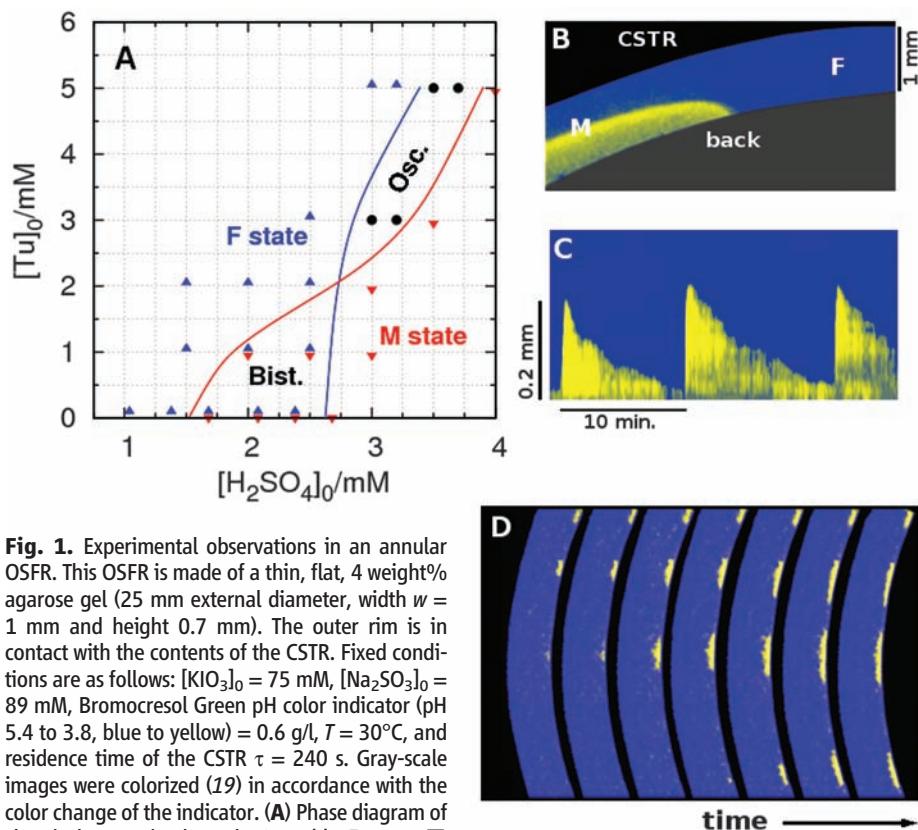 A
6
5
4
3
2
1
0
[Tu]₀/mM
F state
Osc.
Bist.
M state
1 2 3 4
[H₂SO₄]₀/mM
B
CSTR
F
M
back
1 mm
C
0.2 mm
10 min.
D
time
Fig. 1. Experimental observations in an annular
OSFR. This OSFR is made of a thin, flat, 4 weight%
agarose gel (25 mm external diameter, width w =
1 mm and height 0.7 mm). The outer rim is in
contact with the contents of the CSTR. Fixed condi-
tions are as follows: [KIO₃]₀ = 75 mM, [Na₂SO₃]₀ =
89 mM, Bromocresol Green pH color indicator (pH
5.4 to 3.8, blue to yellow) = 0.6 g/l, T = 30°C, and
residence time of the CSTR τ = 240 s. Gray-scale
images were colorized (19) in accordance with the
color change of the indicator. (A) Phase diagram of